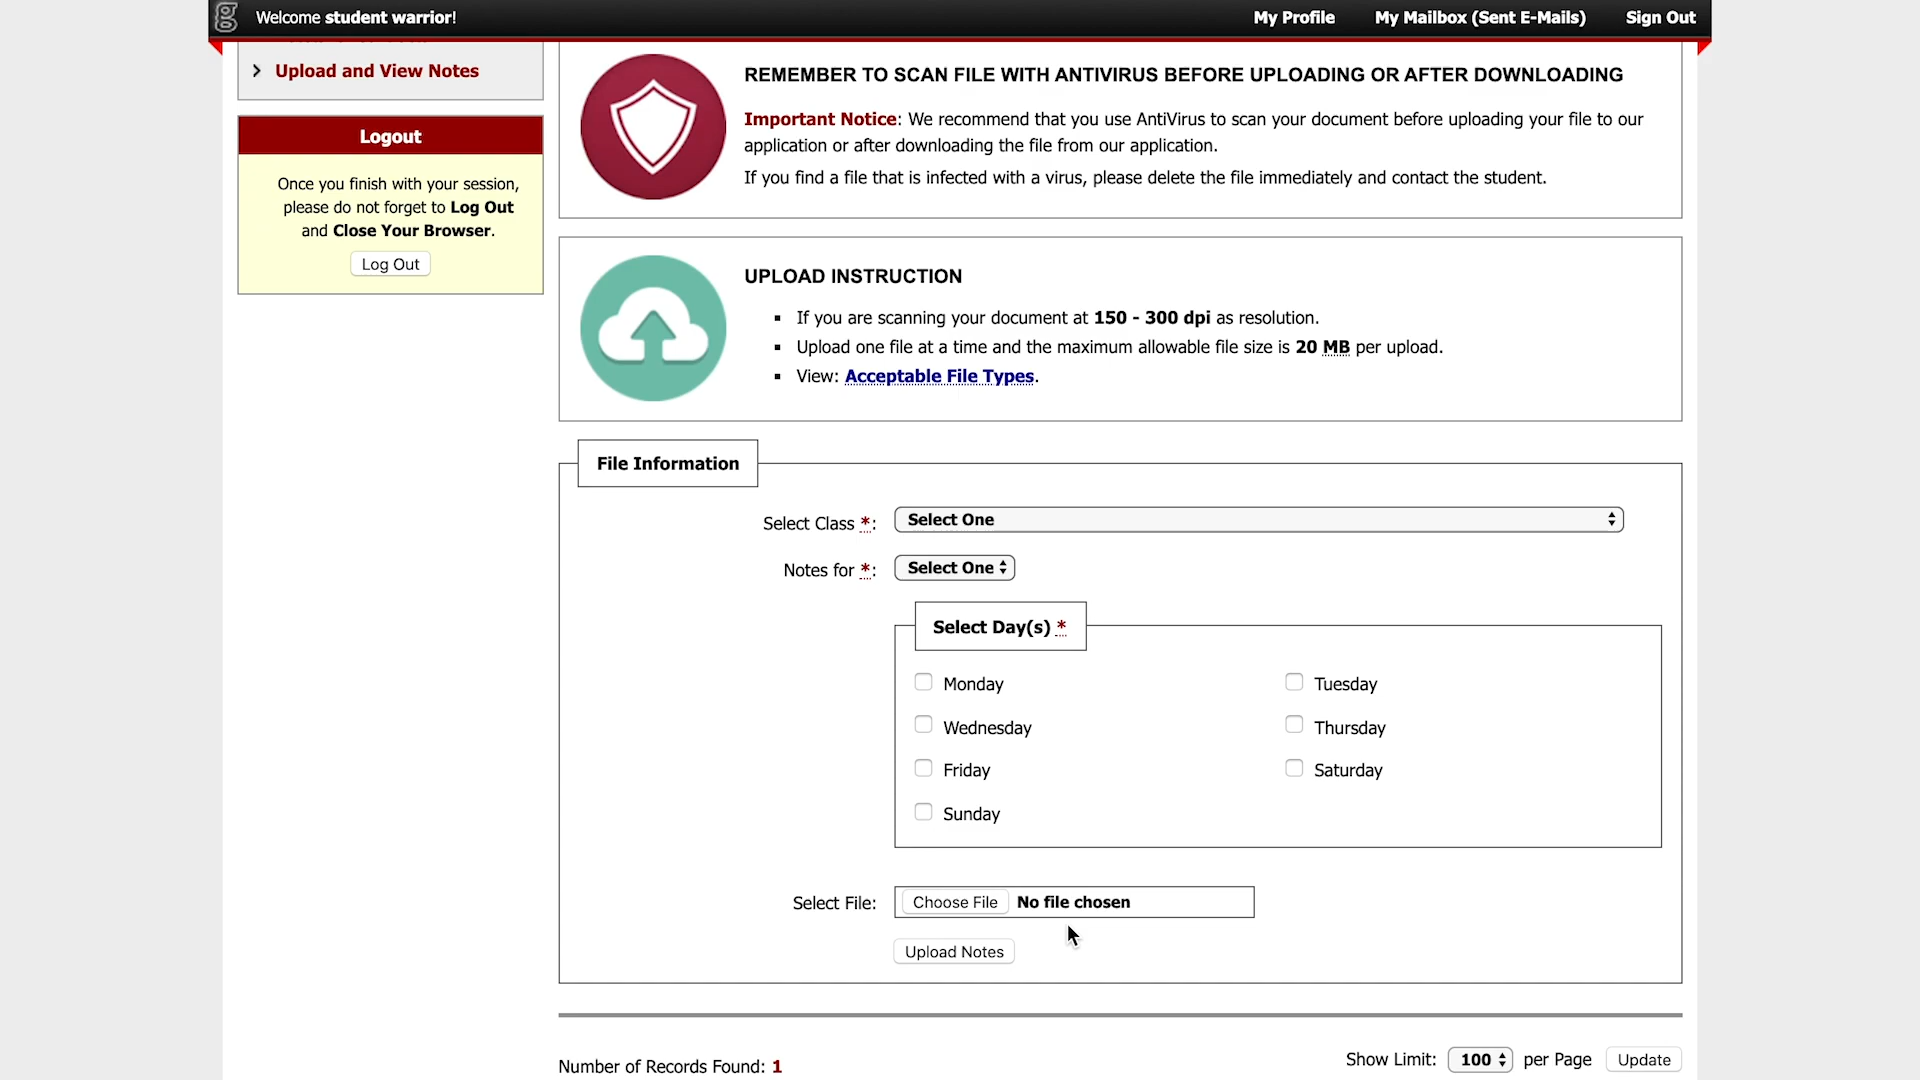 Welcome student warrior!
My Profile
My Mailbox (Sent E-Mails)
Sign Out
Upload and View Notes
Logout
Once you finish with your session,
please do not forget to Log Out
and Close Your Browser.
Log Out
REMEMBER TO SCAN FILE WITH ANTIVIRUS BEFORE UPLOADING OR AFTER DOWNLOADING
Important Notice: We recommend that you use AntiVirus to scan your document before uploading your file to our
application or after downloading the file from our application.
If you find a file that is infected with a virus, please delete the file immediately and contact the student.
UPLOAD INSTRUCTION
If you are scanning your document at 150 - 300 dpi as resolution.
Upload one file at a time and the maximum allowable file size is 20 MB per upload.
View: Acceptable File Types.
File Information
Select Class *: Select One
Notes for *: Select One
Select Day(s) *
Monday
Tuesday
Wednesday
Thursday
Friday
Saturday
Sunday
Select File: Choose File No file chosen
Upload Notes
Number of Records Found: 1
Show Limit: 100 per Page Update